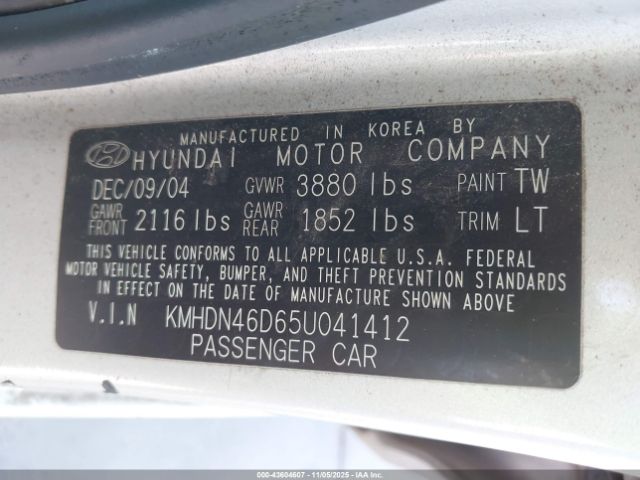 MANUFACTURED IN KOREA BY
HYUNDAI MOTOR COMPANY
DEC/09/04 GVWR 3880 lbs PAINT TW
GAWR FRONT 2116 lbs GAWR REAR 1852 lbs TRIM LT
THIS VEHICLE CONFORMS TO ALL APPLICABLE U.S.A. FEDERAL
MOTOR VEHICLE SAFETY, BUMPER, AND THEFT PREVENTION STANDARDS
IN EFFECT ON THE DATE OF MANUFACTURE SHOWN ABOVE
V.I.N KMHDN46D65U041412
PASSENGER CAR
000-43604607 - 11/05/2025 - IAA Inc.